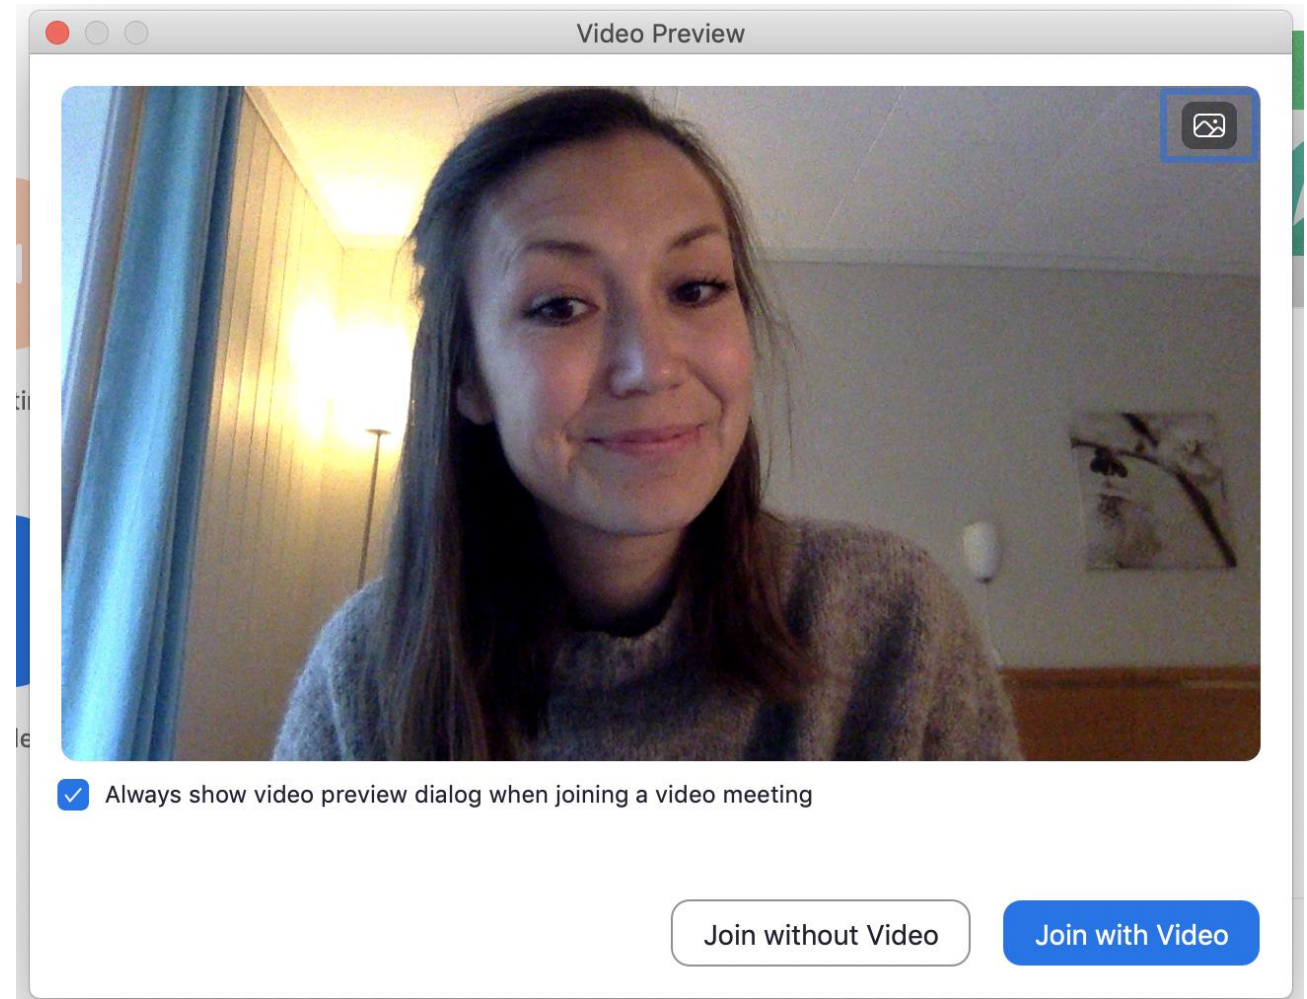 Video Preview
Always show video preview dialog when joining a video meeting
Join without Video
Join with Video